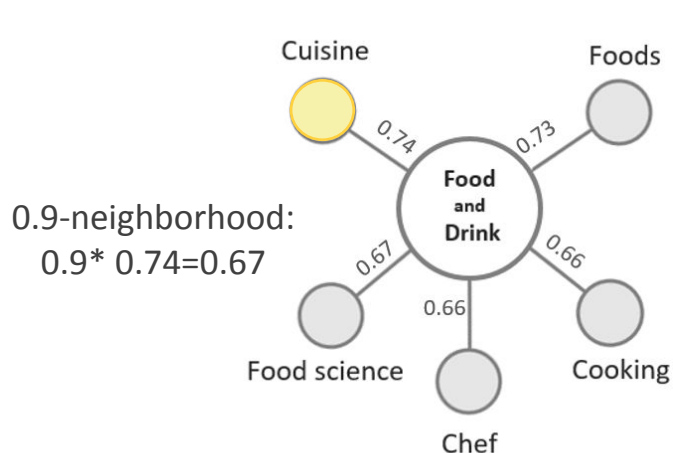 Cuisine
Foods
0.74
0.73
Food
and
Drink
0.9-neighborhood:
0.9* 0.74=0.67
0.67
0.66
0.66
Food science
Cooking
Chef